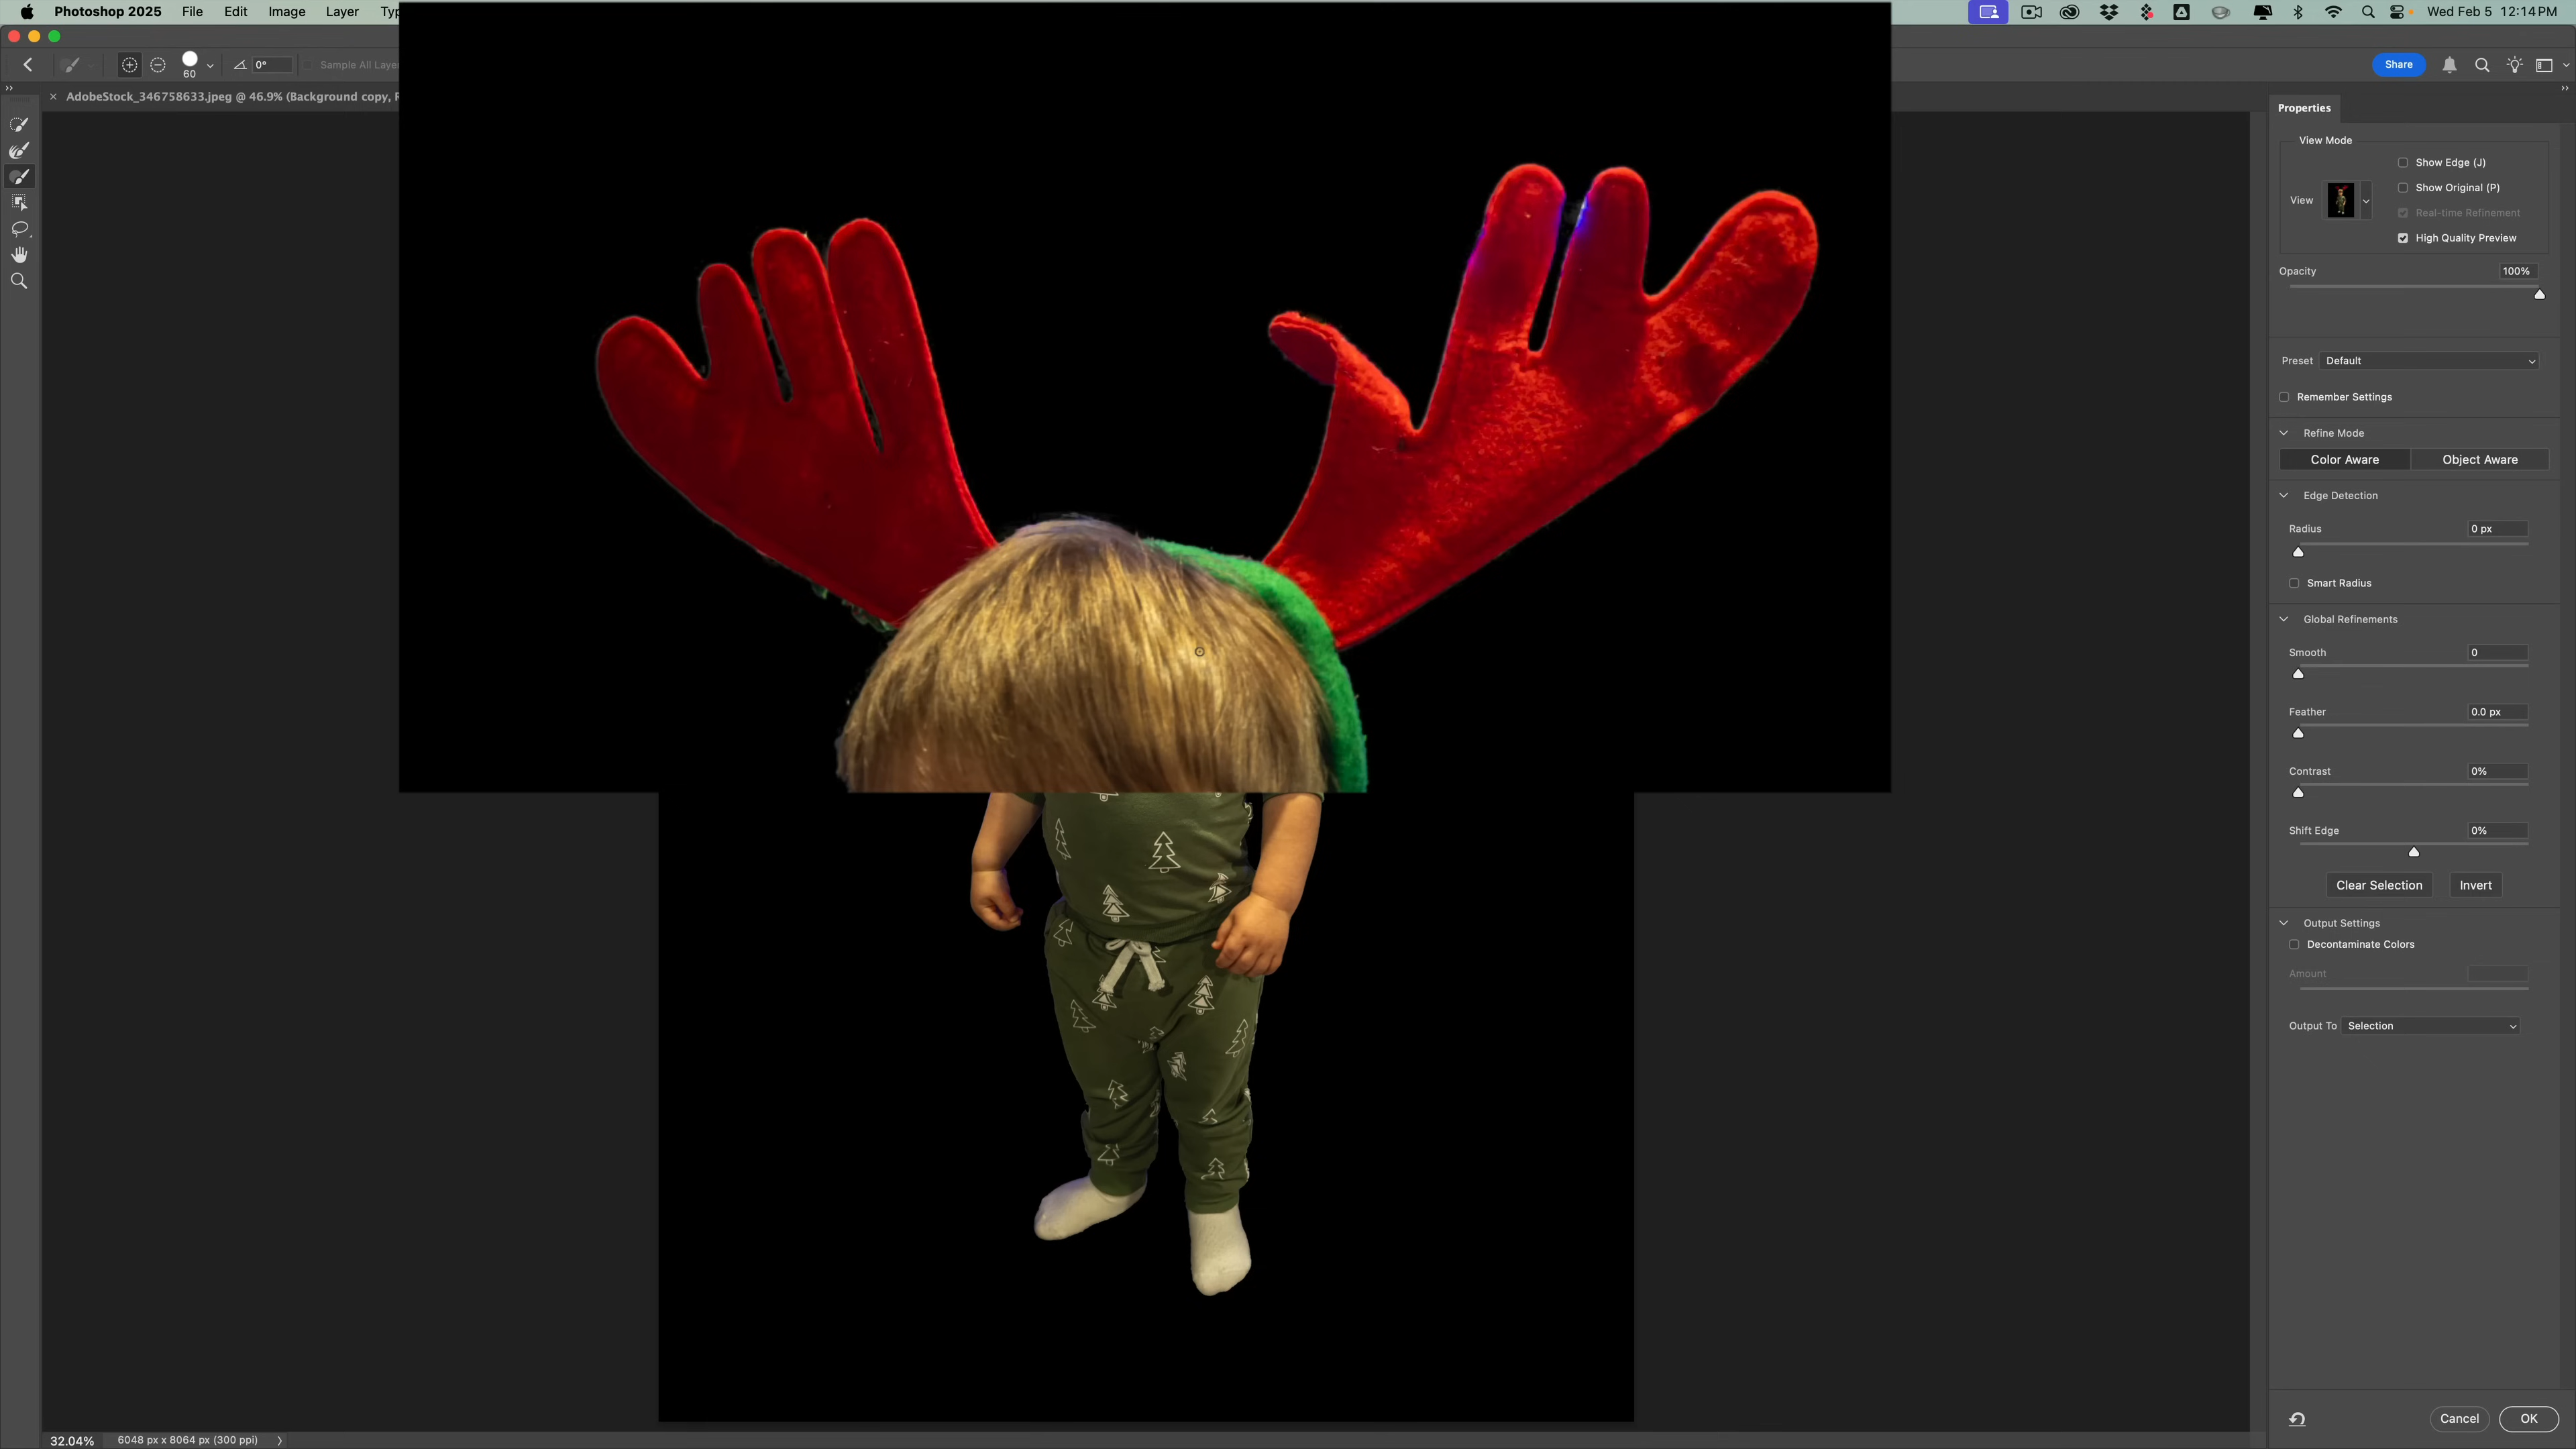 Photoshop 2025 File Edit Image Layer Typ
Wed Feb 5 12:14 PM
60
0°
Sample All Laye
Share
× AdobeStock_346758633.jpeg @ 46.9% (Background copy, R
Properties
View Mode
Show Edge (J)
Show Original (P)
View
Real-time Refinement
High Quality Preview
Opacity 100%
Preset Default
Remember Settings
Refine Mode
Color Aware Object Aware
Edge Detection
Radius 0 px
Smart Radius
Global Refinements
Smooth 0
Feather 0.0 px
Contrast 0%
Shift Edge 0%
Clear Selection Invert
Output Settings
Decontaminate Colors
Amount
Output To Selection
Cancel OK
32.04% 6048 px x 8064 px (300 ppi)